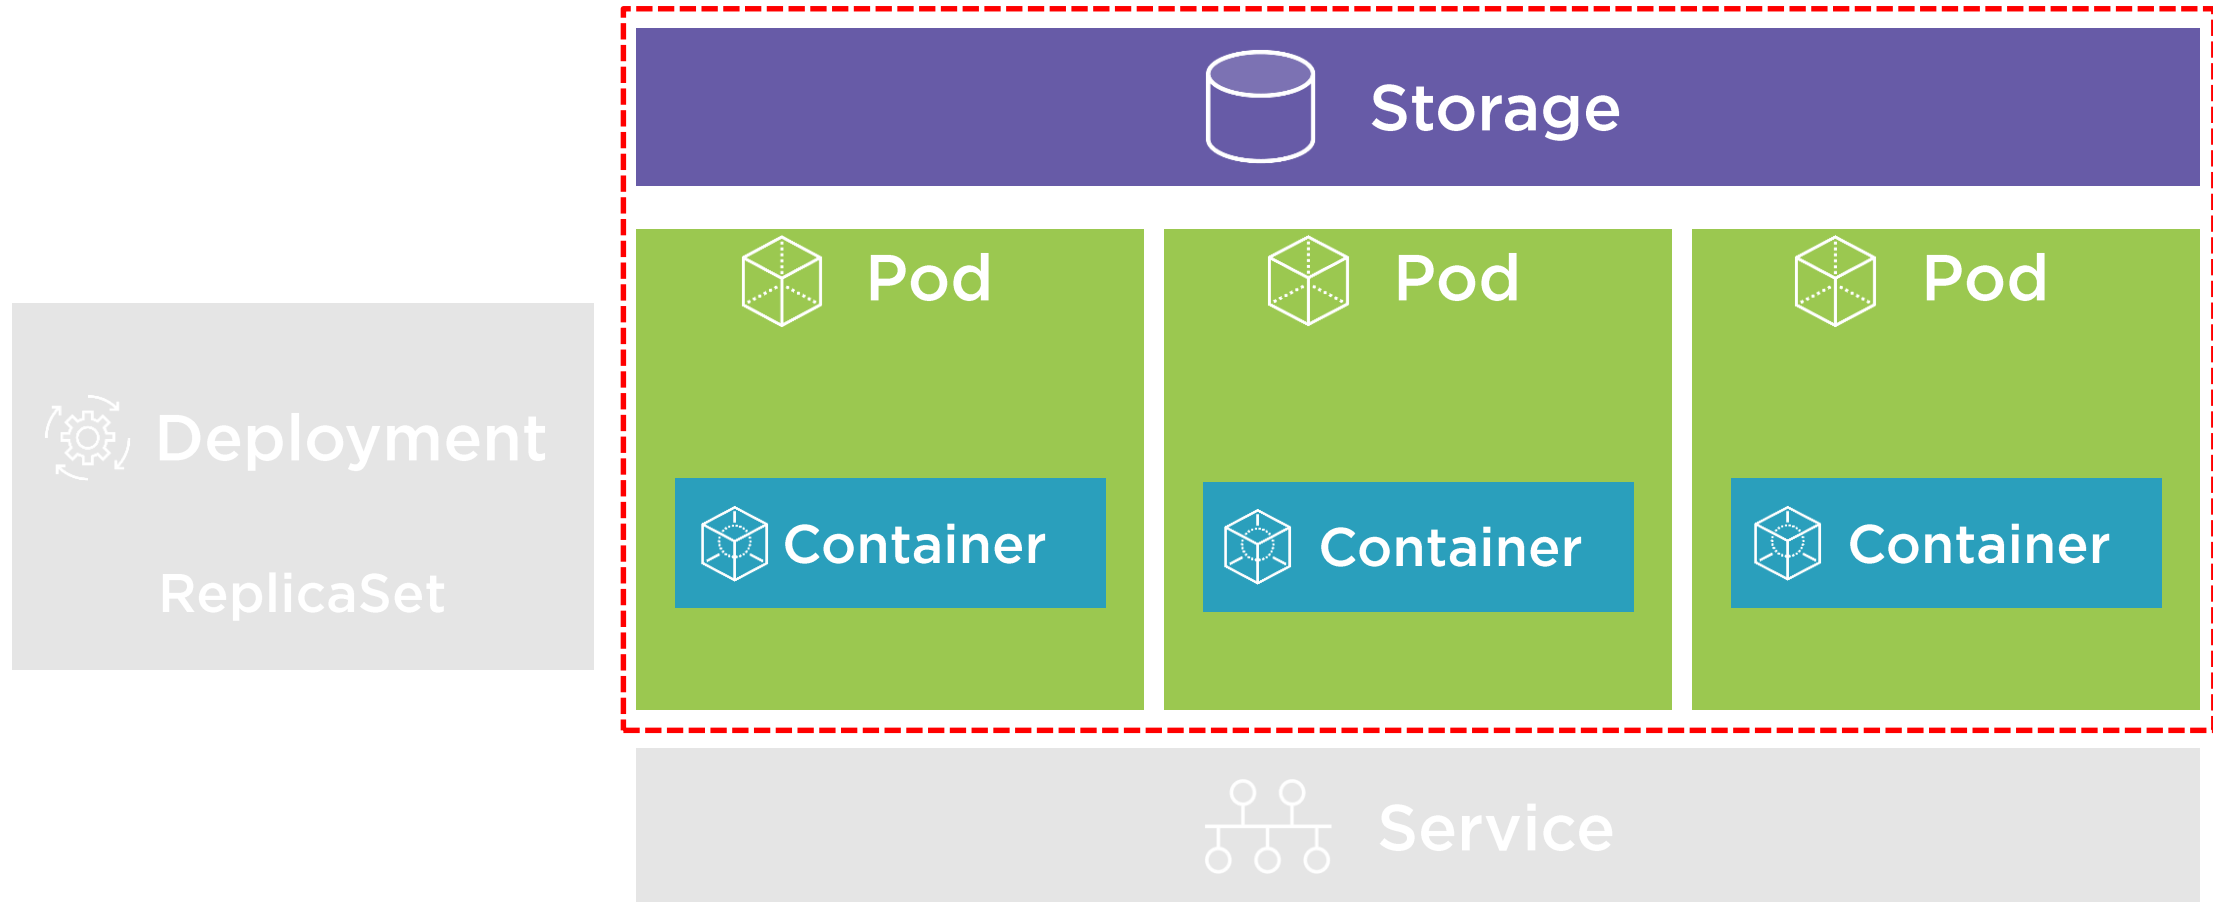 Storage
Pod
Pod
Pod
Deployment
Container
Container
Container
ReplicaSet
Service